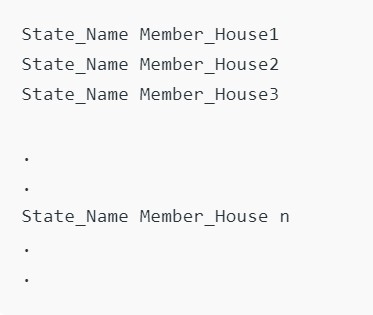 State_Name Member_House1
State_Name Member_House2
State_Name Member_House3
.
.
State_Name Member_House n
.
.